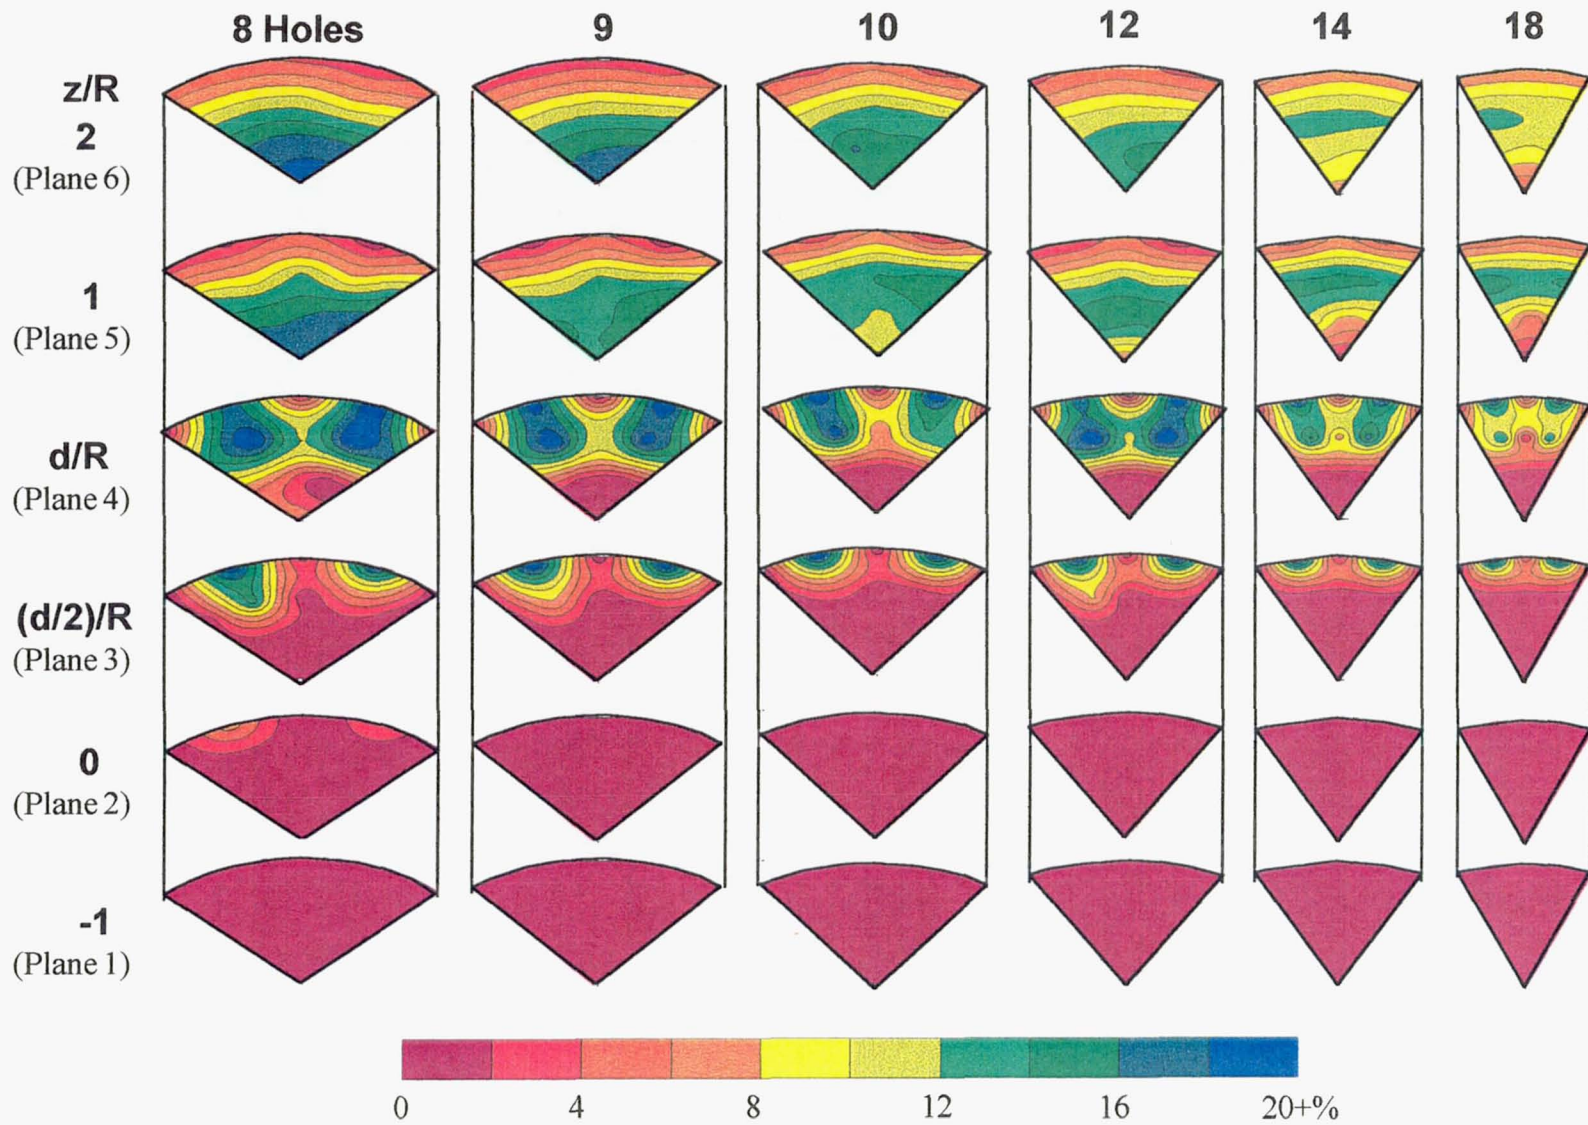 8 Holes 9 10 12 14 18
z/R
2
(Plane 6)
1
(Plane 5)
d/R
(Plane 4)
(d/2)/R
(Plane 3)
0
(Plane 2)
-1
(Plane 1)
0 4 8 12 16 20+%